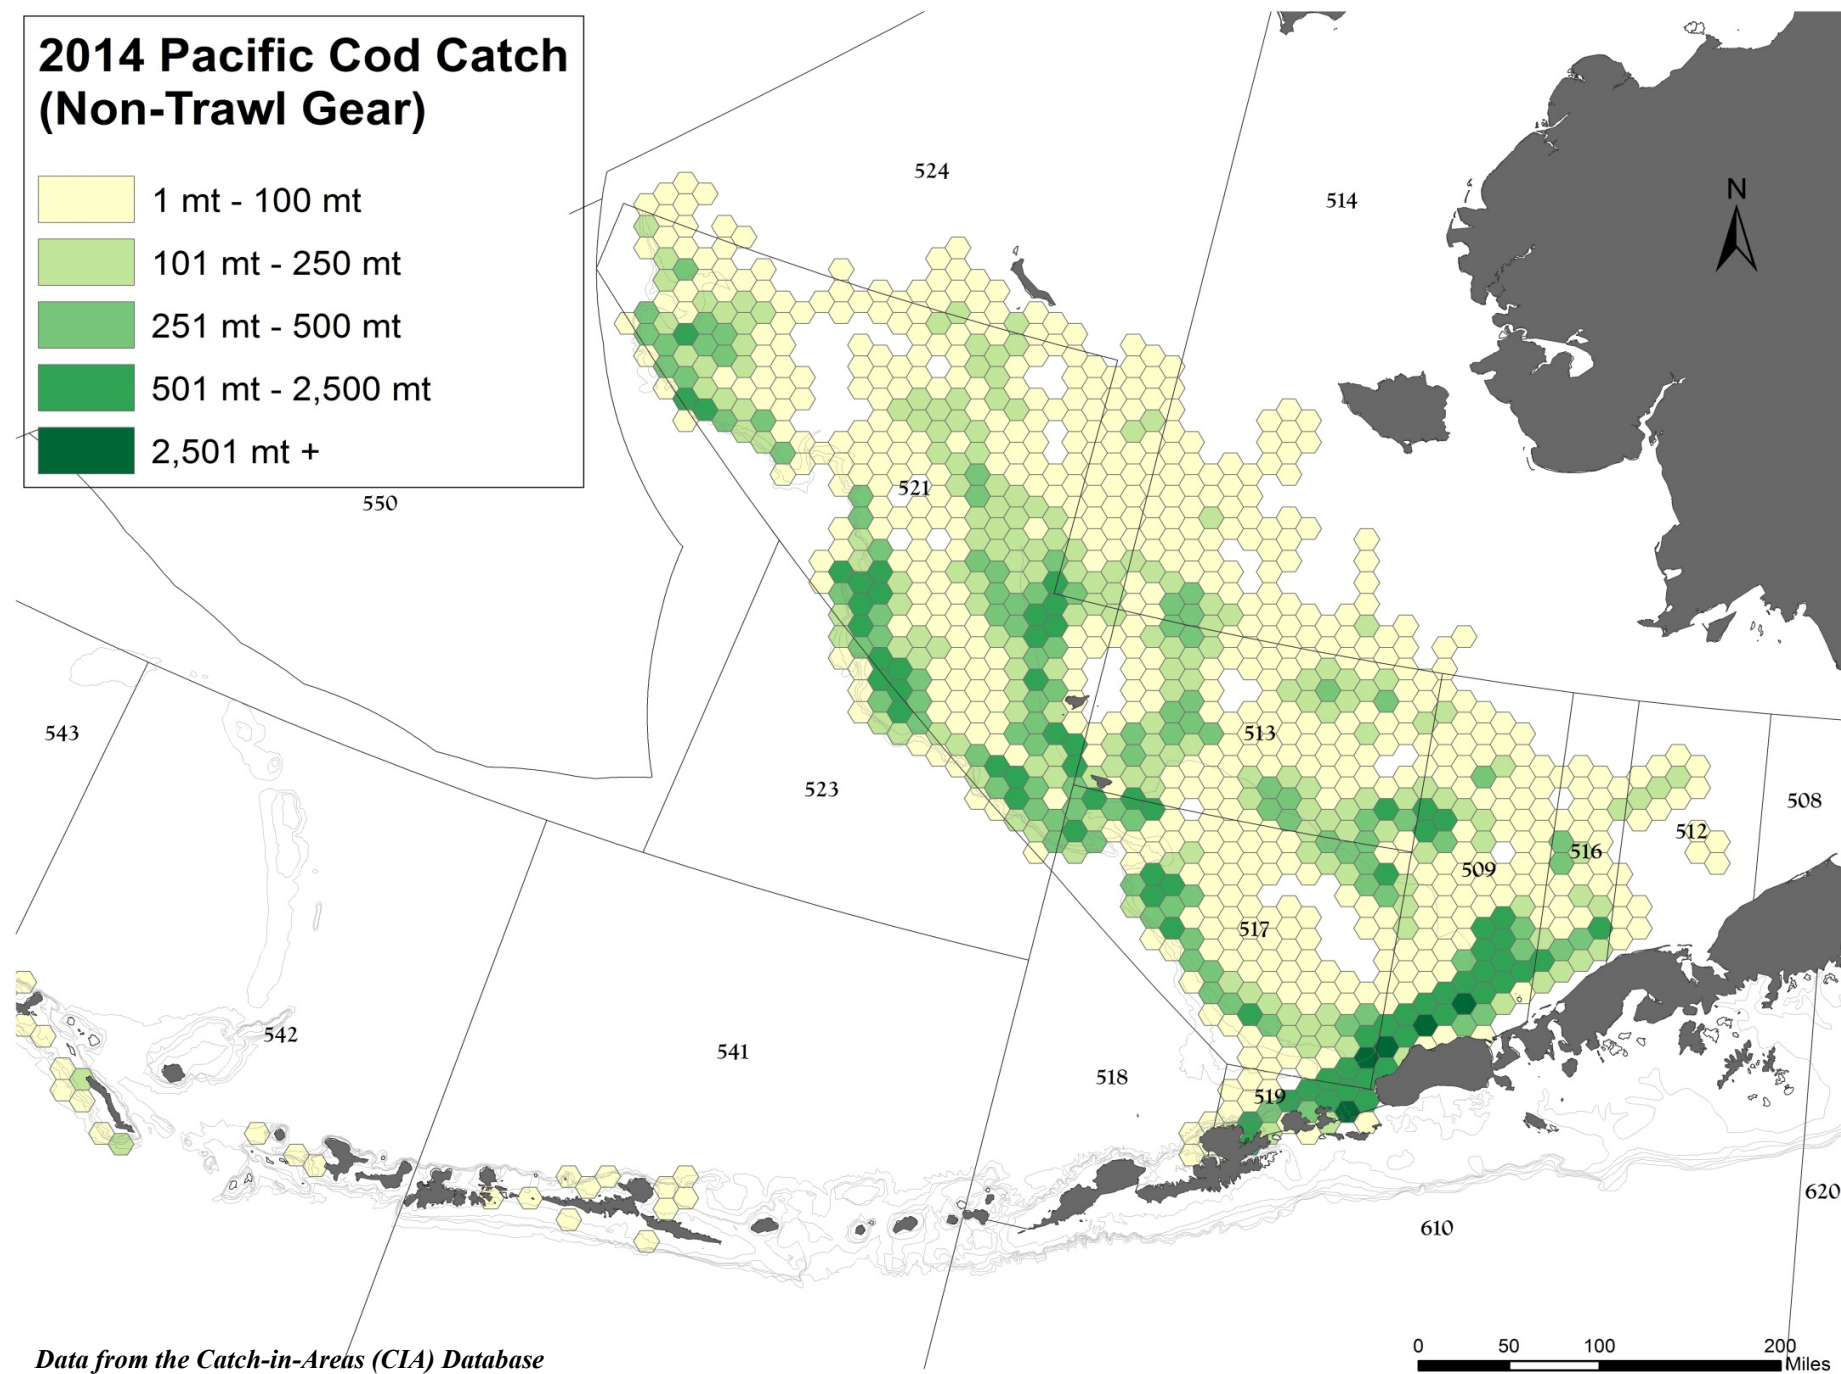 2014 Pacific Cod Catch
(Non-Trawl Gear)
1 mt - 100 mt
101 mt - 250 mt
251 mt - 500 mt
501 mt - 2,500 mt
2,501 mt +
524
514
N
521
550
543
513
523
508
512
516
509
517
542
541
518
519
620
610
0 50 100 200
Miles
Data from the Catch-in-Areas (CIA) Database